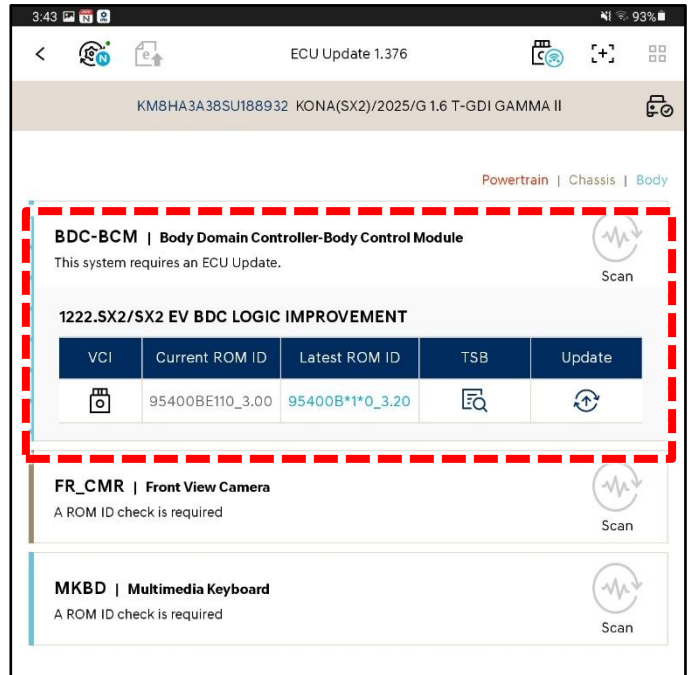 3:43 93%
ECU Update 1.376
KM8HA3A38SU188932 KONA(SX2)/2025/G 1.6 T-GDI GAMMA II
Powertrain | Chassis | Body
BDC-BCM | Body Domain Controller-Body Control Module
This system requires an ECU Update.
Scan
1222.SX2/SX2 EV BDC LOGIC IMPROVEMENT
VCI Current ROM ID Latest ROM ID TSB Update
95400BE110_3.00 95400B*1*0_3.20
FR_CMR | Front View Camera
A ROM ID check is required
Scan
MKBD | Multimedia Keyboard
A ROM ID check is required
Scan